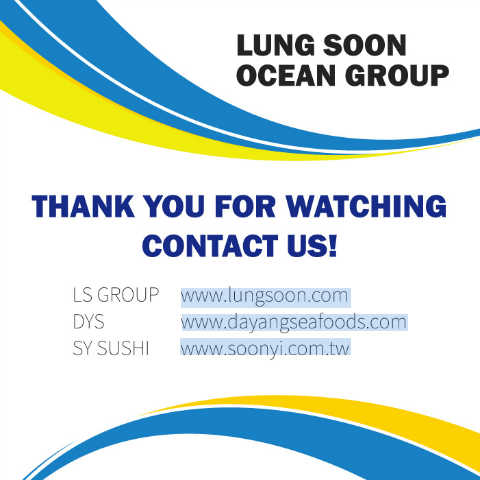 LUNG SOON
OCEAN GROUP
THANK YOU FOR WATCHING
CONTACT US!
LS GROUP www.lungsoon.com
DYS www.dayangseafoods.com
SY SUSHI www.soonyi.com.tw